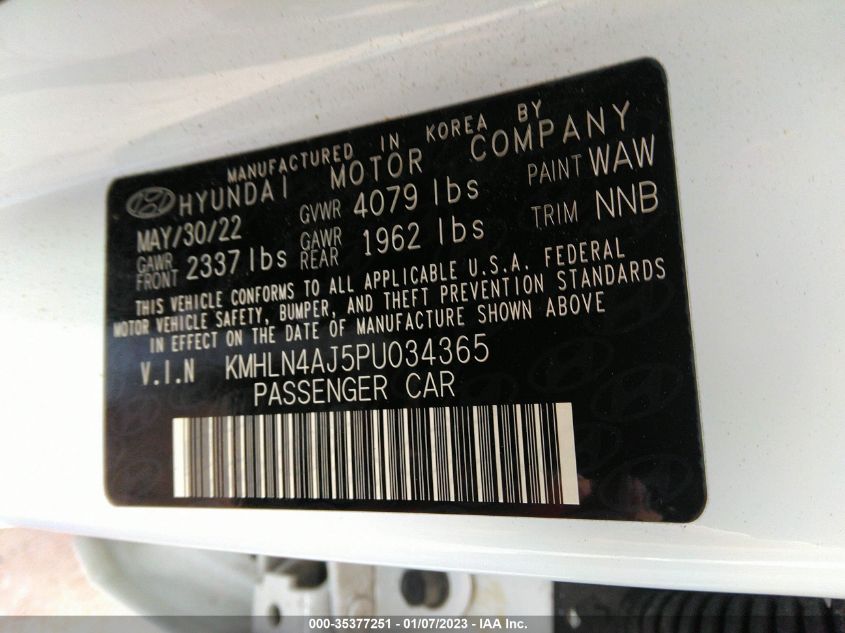 MANUFACTURED IN KOREA BY
HYUNDAI MOTOR COMPANY
MAY/30/22 GVWR 4079 lbs PAINT WAW
GAWR FRONT 2337 lbs GAWR REAR 1962 lbs TRIM NNB
THIS VEHICLE CONFORMS TO ALL APPLICABLE U.S.A. FEDERAL
MOTOR VEHICLE SAFETY, BUMPER, AND THEFT PREVENTION STANDARDS
IN EFFECT ON THE DATE OF MANUFACTURE SHOWN ABOVE
V.I.N KMHLN4AJ5PU034365
PASSENGER CAR
000-35377251 - 01/07/2023 - IAA Inc.